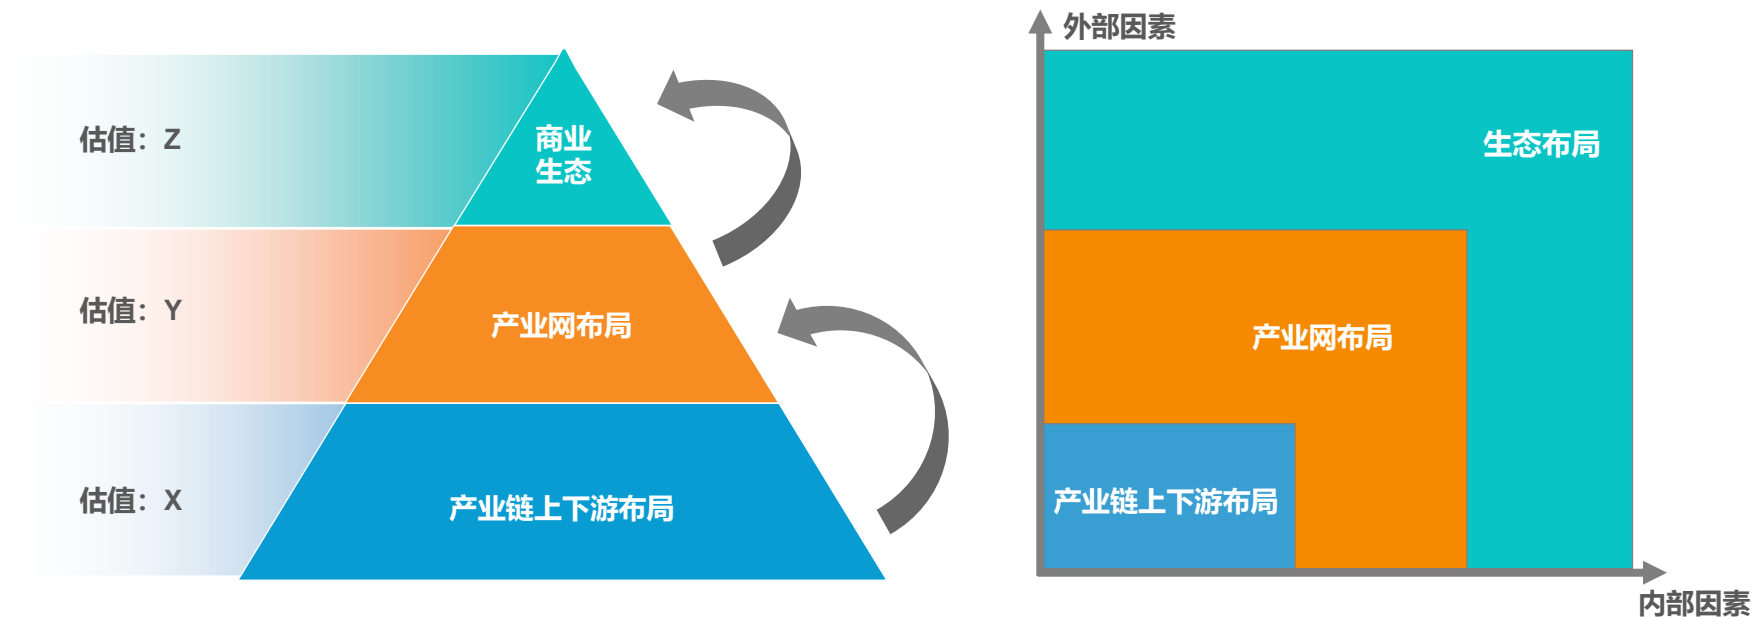 估值：Z
商业
生态
估值：Y
产业网布局
估值：X
产业链上下游布局
外部因素
生态布局
产业网布局
产业链上下游布局
内部因素